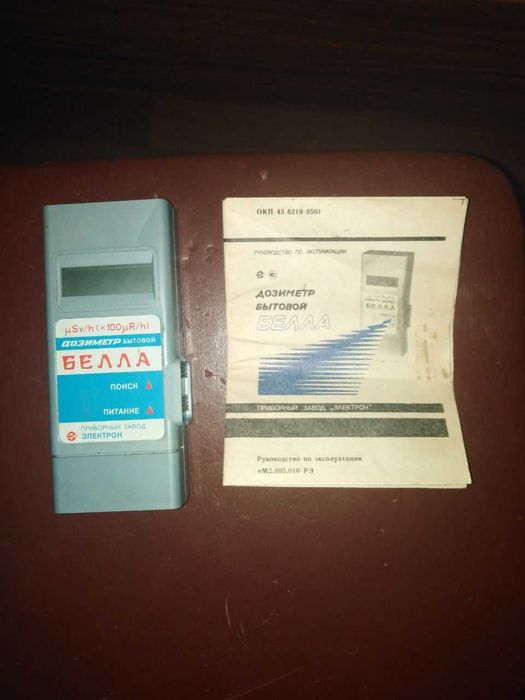 µSv/h (×100µR/h)
ДОЗИМЕТР БЫТОВОЙ
БЕЛЛА
ПОИСК
ПИТАНИЕ
ПРИБОРНЫЙ ЗАВОД
ЭЛЕКТРОН
ОКП 43 6219 3501
РУКОВОДСТВО ПО ЭКСПЛУАТАЦИИ
ДОЗИМЕТР
БЫТОВОЙ
БЕЛЛА
ПРИБОРНЫЙ ЗАВОД „ЭЛЕКТРОН"
Руководство по эксплуатации
еМ2.805.010 РЭ